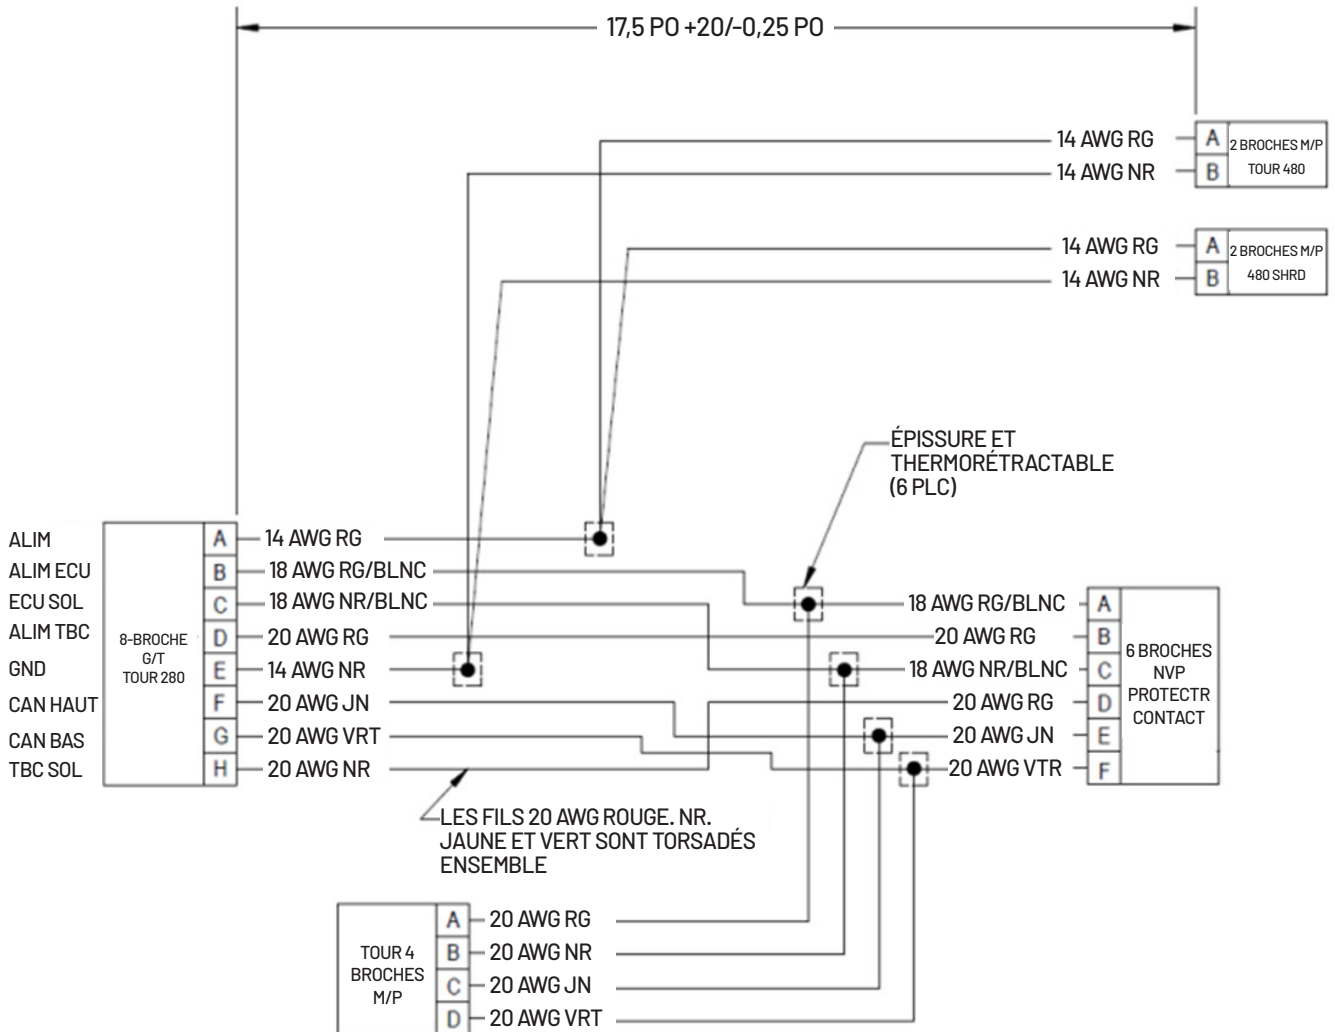 17,5 PO +20/-0,25 PO
14 AWG RG
A
2 BROCHES M/P
TOUR 480
14 AWG NR
B
14 AWG RG
A
2 BROCHES M/P
480 SHRD
14 AWG NR
B
ÉPISSURE ET
THERMORÉTRACTABLE
(6 PLC)
ALIM
ALIM ECU
ECU SOL
ALIM TBC
GND
CAN HAUT
CAN BAS
TBC SOL
8-BROCHE
G/T
TOUR 280
A
14 AWG RG
B
18 AWG RG/BLNC
C
18 AWG NR/BLNC
D
20 AWG RG
E
14 AWG NR
F
20 AWG JN
G
20 AWG VRT
H
20 AWG NR
18 AWG RG/BLNC
A
20 AWG RG
B
18 AWG NR/BLNC
C
20 AWG RG
D
20 AWG JN
E
20 AWG VTR
F
6 BROCHES
NVP
PROTECTR
CONTACT
LES FILS 20 AWG ROUGE. NR.
JAUNE ET VERT SONT TORSADÉS
ENSEMBLE
TOUR 4
BROCHES
M/P
A
20 AWG RG
B
20 AWG NR
C
20 AWG JN
D
20 AWG VRT